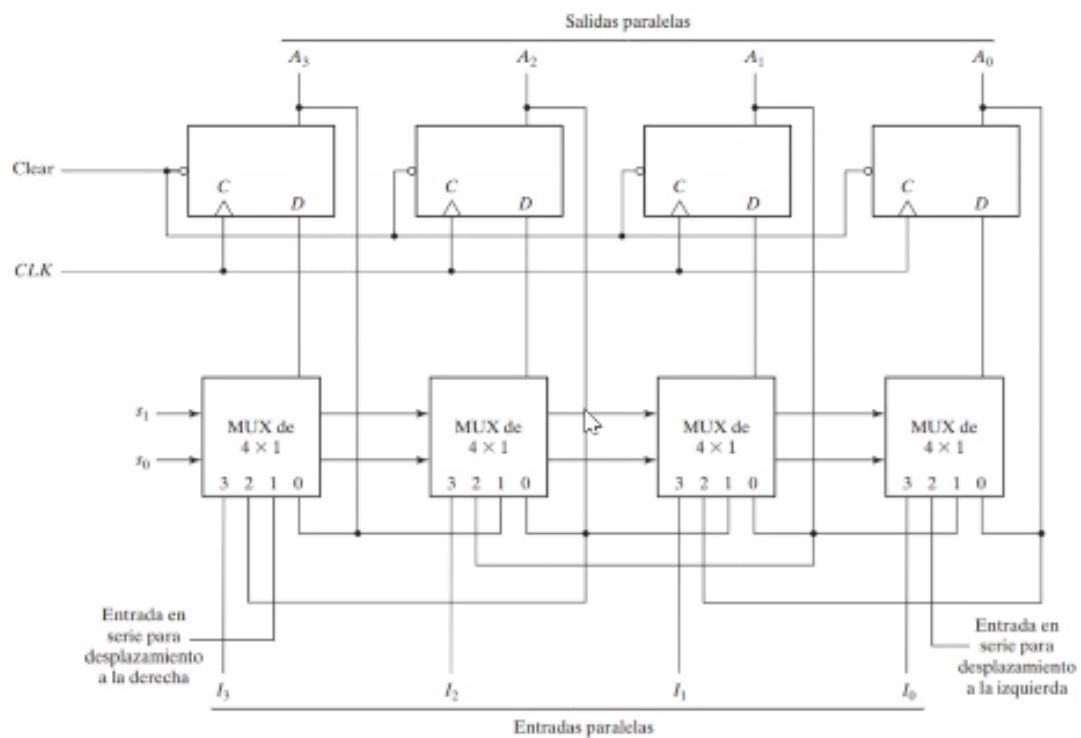 Salidas paralelas
A₃ A₂ A₁ A₀
Clear
C D C D C D C D
CLK
s₁
MUX de 4 × 1 MUX de 4 × 1 MUX de 4 × 1 MUX de 4 × 1
s₀
3 2 1 0 3 2 1 0 3 2 1 0 3 2 1 0
Entrada en
serie para
desplazamiento
a la derecha
Entrada en
serie para
desplazamiento
a la izquierda
I₃ I₂ I₁ I₀
Entradas paralelas